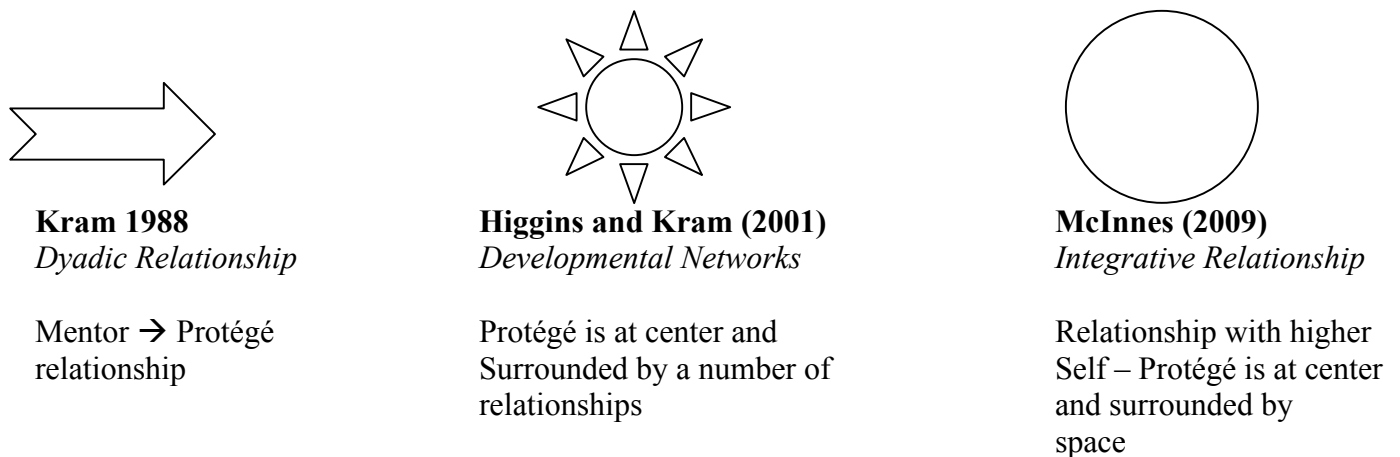 Kram 1988
Dyadic Relationship
Mentor → Protégé
relationship
Higgins and Kram (2001)
Developmental Networks
Protégé is at center and
Surrounded by a number of
relationships
McInnes (2009)
Integrative Relationship
Relationship with higher
Self – Protégé is at center
and surrounded by
space